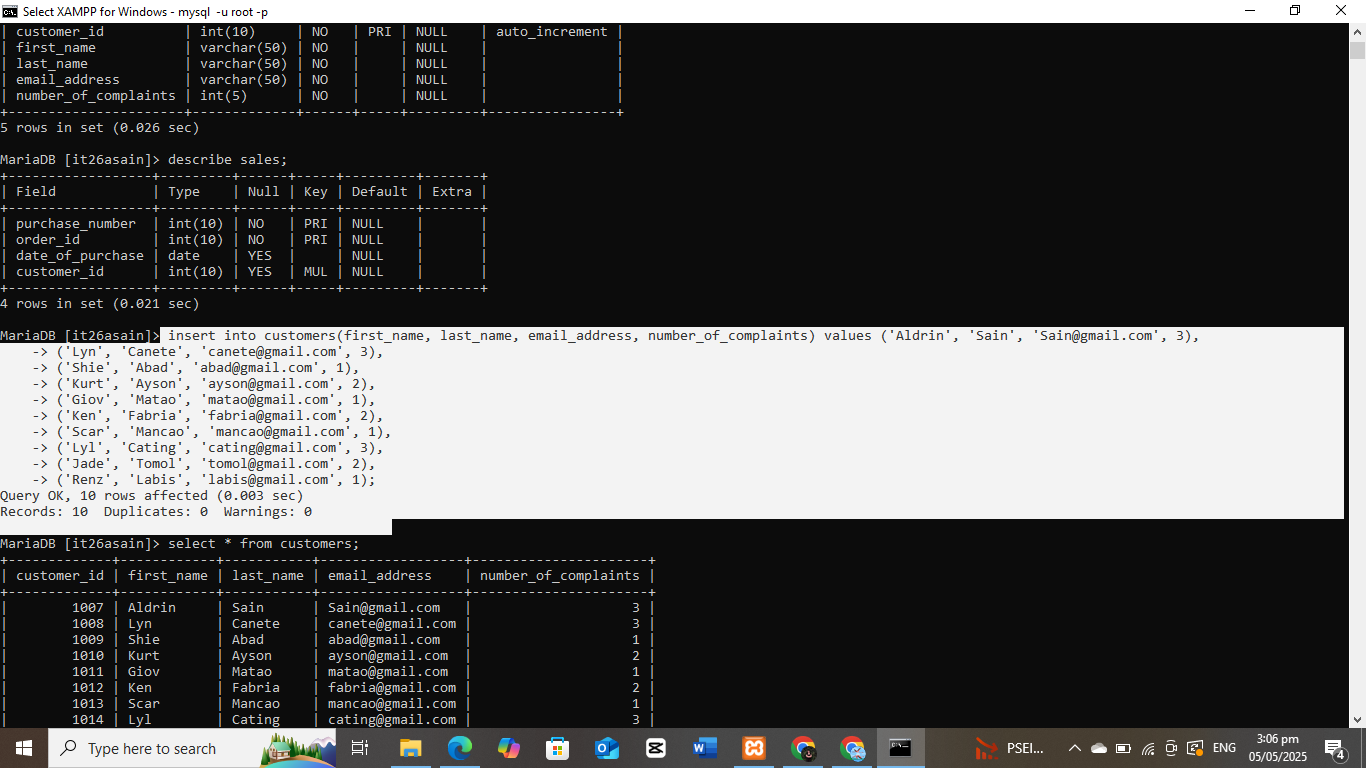 Select XAMPP for Windows - mysql  -u root -p
| customer_id          | int(10)     | NO   | PRI | NULL    | auto_increment |
| first_name           | varchar(50) | NO   |     | NULL    |                |
| last_name            | varchar(50) | NO   |     | NULL    |                |
| email_address        | varchar(50) | NO   |     | NULL    |                |
| number_of_complaints | int(5)      | NO   |     | NULL    |                |
+----------------------+-------------+------+-----+---------+----------------+
5 rows in set (0.026 sec)
MariaDB [it26asain]> describe sales;
+------------------+---------+------+-----+---------+-------+
| Field            | Type    | Null | Key | Default | Extra |
+------------------+---------+------+-----+---------+-------+
| purchase_number  | int(10) | NO   | PRI | NULL    |       |
| order_id         | int(10) | NO   | PRI | NULL    |       |
| date_of_purchase | date    | YES  |     | NULL    |       |
| customer_id      | int(10) | YES  | MUL | NULL    |       |
+------------------+---------+------+-----+---------+-------+
4 rows in set (0.021 sec)
MariaDB [it26asain]> insert into customers(first_name, last_name, email_address, number_of_complaints) values ('Aldrin', 'Sain', 'Sain@gmail.com', 3),
    -> ('Lyn', 'Canete', 'canete@gmail.com', 3),
    -> ('Shie', 'Abad', 'abad@gmail.com', 1),
    -> ('Kurt', 'Ayson', 'ayson@gmail.com', 2),
    -> ('Giov', 'Matao', 'matao@gmail.com', 1),
    -> ('Ken', 'Fabria', 'fabria@gmail.com', 2),
    -> ('Scar', 'Mancao', 'mancao@gmail.com', 1),
    -> ('Lyl', 'Cating', 'cating@gmail.com', 3),
    -> ('Jade', 'Tomol', 'tomol@gmail.com', 2),
    -> ('Renz', 'Labis', 'labis@gmail.com', 1);
Query OK, 10 rows affected (0.003 sec)
Records: 10  Duplicates: 0  Warnings: 0
MariaDB [it26asain]> select * from customers;
+-------------+------------+-----------+------------------+----------------------+
| customer_id | first_name | last_name | email_address    | number_of_complaints |
+-------------+------------+-----------+------------------+----------------------+
|        1007 | Aldrin     | Sain      | Sain@gmail.com   |                    3 |
|        1008 | Lyn        | Canete    | canete@gmail.com |                    3 |
|        1009 | Shie       | Abad      | abad@gmail.com   |                    1 |
|        1010 | Kurt       | Ayson     | ayson@gmail.com  |                    2 |
|        1011 | Giov       | Matao     | matao@gmail.com  |                    1 |
|        1012 | Ken        | Fabria    | fabria@gmail.com |                    2 |
|        1013 | Scar       | Mancao    | mancao@gmail.com |                    1 |
|        1014 | Lyl        | Cating    | cating@gmail.com |                    3 |
Type here to search
PSEI...
ENG
3:06 pm
05/05/2025
4